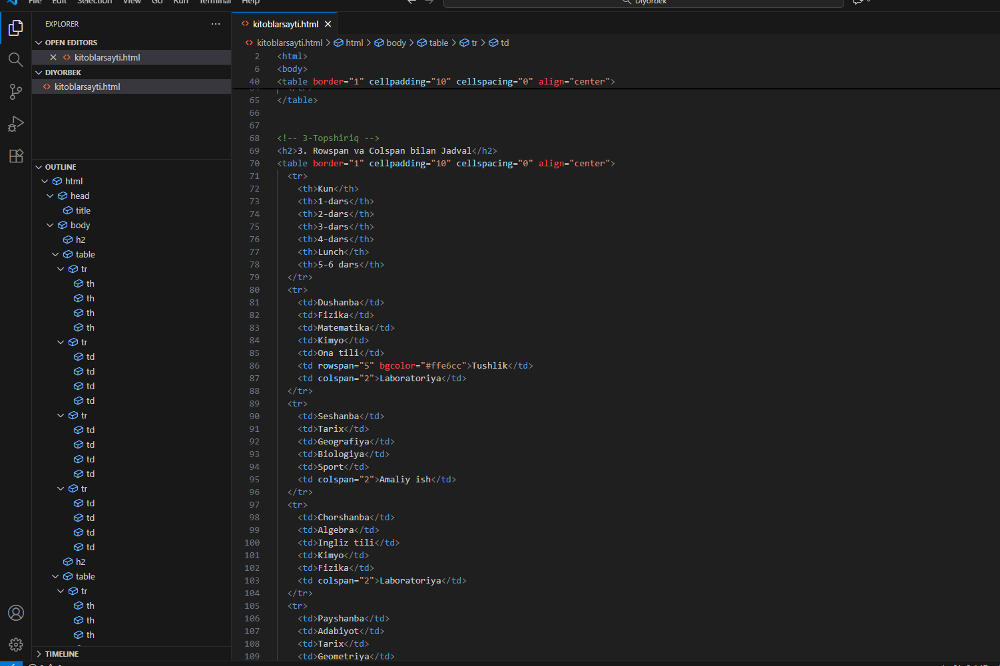 File Edit Selection View Go Run Terminal Help
Diyorbek
EXPLORER
OPEN EDITORS
kitoblarsayti.html
DIYORBEK
kitoblarsayti.html
OUTLINE
html
head
title
body
h2
table
tr
th
th
th
th
tr
td
td
td
td
tr
td
td
td
td
tr
td
td
td
td
h2
table
tr
th
th
th
TIMELINE
kitoblarsayti.html
kitoblarsayti.html > html > body > table > tr > td
2 <html>
6 <body>
40 <table border="1" cellpadding="10" cellspacing="0" align="center">
65 </table>
66
67
68 <!-- 3-Topshiriq -->
69 <h2>3. Rowspan va Colspan bilan Jadval</h2>
70 <table border="1" cellpadding="10" cellspacing="0" align="center">
71 <tr>
72 <th>Kun</th>
73 <th>1-dars</th>
74 <th>2-dars</th>
75 <th>3-dars</th>
76 <th>4-dars</th>
77 <th>Lunch</th>
78 <th>5-6 dars</th>
79 </tr>
80 <tr>
81 <td>Dushanba</td>
82 <td>Fizika</td>
83 <td>Matematika</td>
84 <td>Kimyo</td>
85 <td>Ona tili</td>
86 <td rowspan="5" bgcolor="#ffe6cc">Tushlik</td>
87 <td colspan="2">Laboratoriya</td>
88 </tr>
89 <tr>
90 <td>Seshanba</td>
91 <td>Tarix</td>
92 <td>Geografiya</td>
93 <td>Biologiya</td>
94 <td>Sport</td>
95 <td colspan="2">Amaliy ish</td>
96 </tr>
97 <tr>
98 <td>Chorshanba</td>
99 <td>Algebra</td>
100 <td>Ingliz tili</td>
101 <td>Kimyo</td>
102 <td>Fizika</td>
103 <td colspan="2">Laboratoriya</td>
104 </tr>
105 <tr>
106 <td>Payshanba</td>
107 <td>Adabiyot</td>
108 <td>Tarix</td>
109 <td>Geometriya</td>